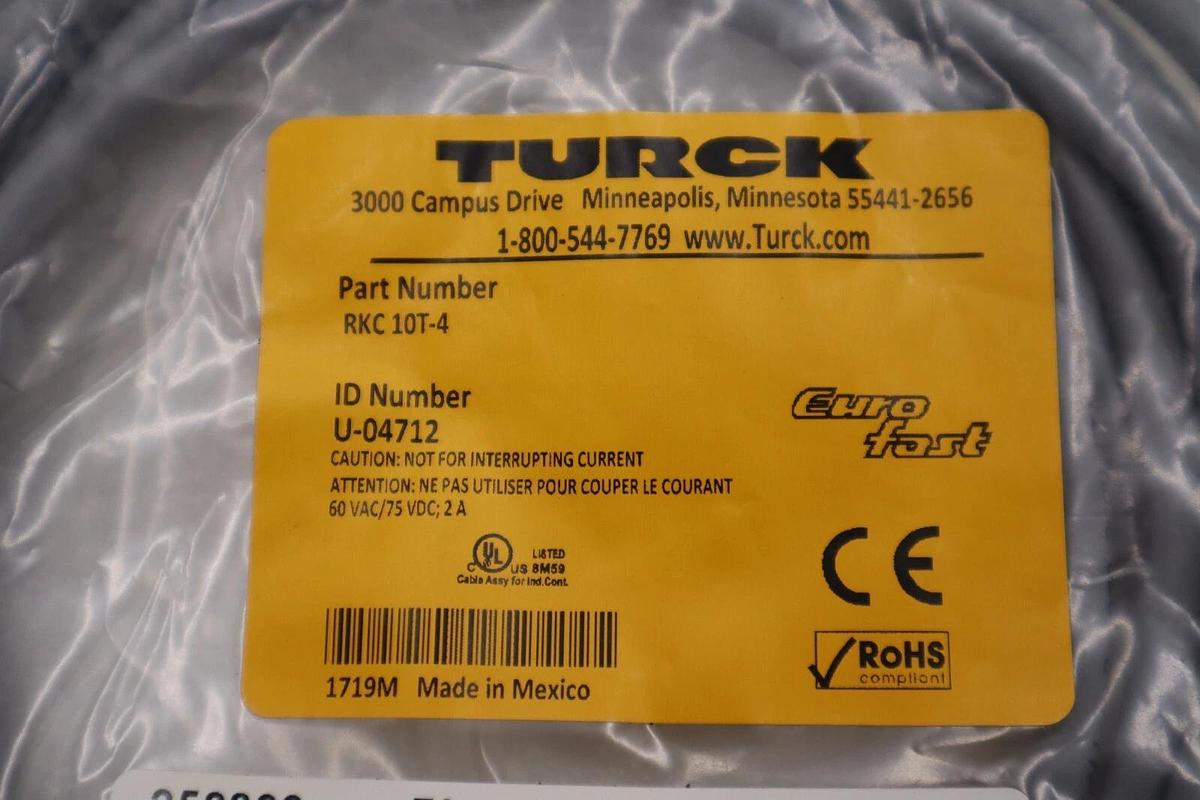 TURCK
3000 Campus Drive Minneapolis, Minnesota 55441-2656
1-800-544-7769 www.Turck.com
Part Number
RKC 10T-4
ID Number
U-04712
Euro
fast
CAUTION: NOT FOR INTERRUPTING CURRENT
ATTENTION: NE PAS UTILISER POUR COUPER LE COURANT
60 VAC/75 VDC; 2 A
C UL US LISTED 8M59
Cable Assy for Ind.Cont.
CE
RoHS
compliant
1719M Made in Mexico